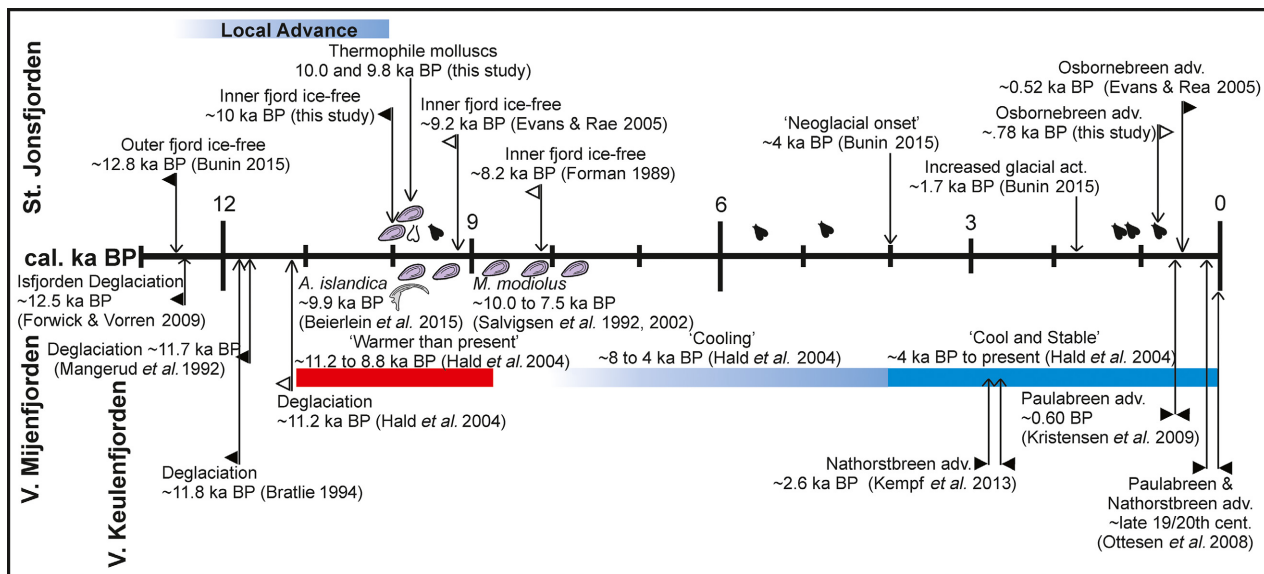 Local Advance
St. Jonsfjorden
Thermophile molluscs
10.0 and 9.8 ka BP (this study)
Inner fjord ice-free
~10 ka BP (this study)
Inner fjord ice-free
~9.2 ka BP (Evans & Rae 2005)
Outer fjord ice-free
~12.8 ka BP (Bunin 2015)
Inner fjord ice-free
~8.2 ka BP (Forman 1989)
'Neoglacial onset'
~4 ka BP (Bunin 2015)
Increased glacial act.
~1.7 ka BP (Bunin 2015)
Osbornebreen adv.
~0.52 ka BP (Evans & Rea 2005)
Osbornebreen adv.
~.78 ka BP (this study)
12
9
6
3
0
cal. ka BP
Isfjorden Deglaciation
~12.5 ka BP
(Forwick & Vorren 2009)
A. islandica
~9.9 ka BP
(Beierlein et al. 2015)
M. modiolus
~10.0 to 7.5 ka BP
(Salvigsen et al. 1992, 2002)
V. Mijenfjorden
V. Keulenfjorden
Deglaciation ~11.7 ka BP
(Mangerud et al. 1992)
'Warmer than present'
~11.2 to 8.8 ka BP (Hald et al. 2004)
'Cooling'
~8 to 4 ka BP (Hald et al. 2004)
'Cool and Stable'
~4 ka BP to present (Hald et al. 2004)
Deglaciation
~11.2 ka BP (Hald et al. 2004)
Deglaciation
~11.8 ka BP (Bratlie 1994)
Paulabreen adv.
~0.60 BP
(Kristensen et al. 2009)
Nathorstbreen adv.
~2.6 ka BP (Kempf et al. 2013)
Paulabreen &
Nathorstbreen adv.
~late 19/20th cent.
(Ottesen et al. 2008)